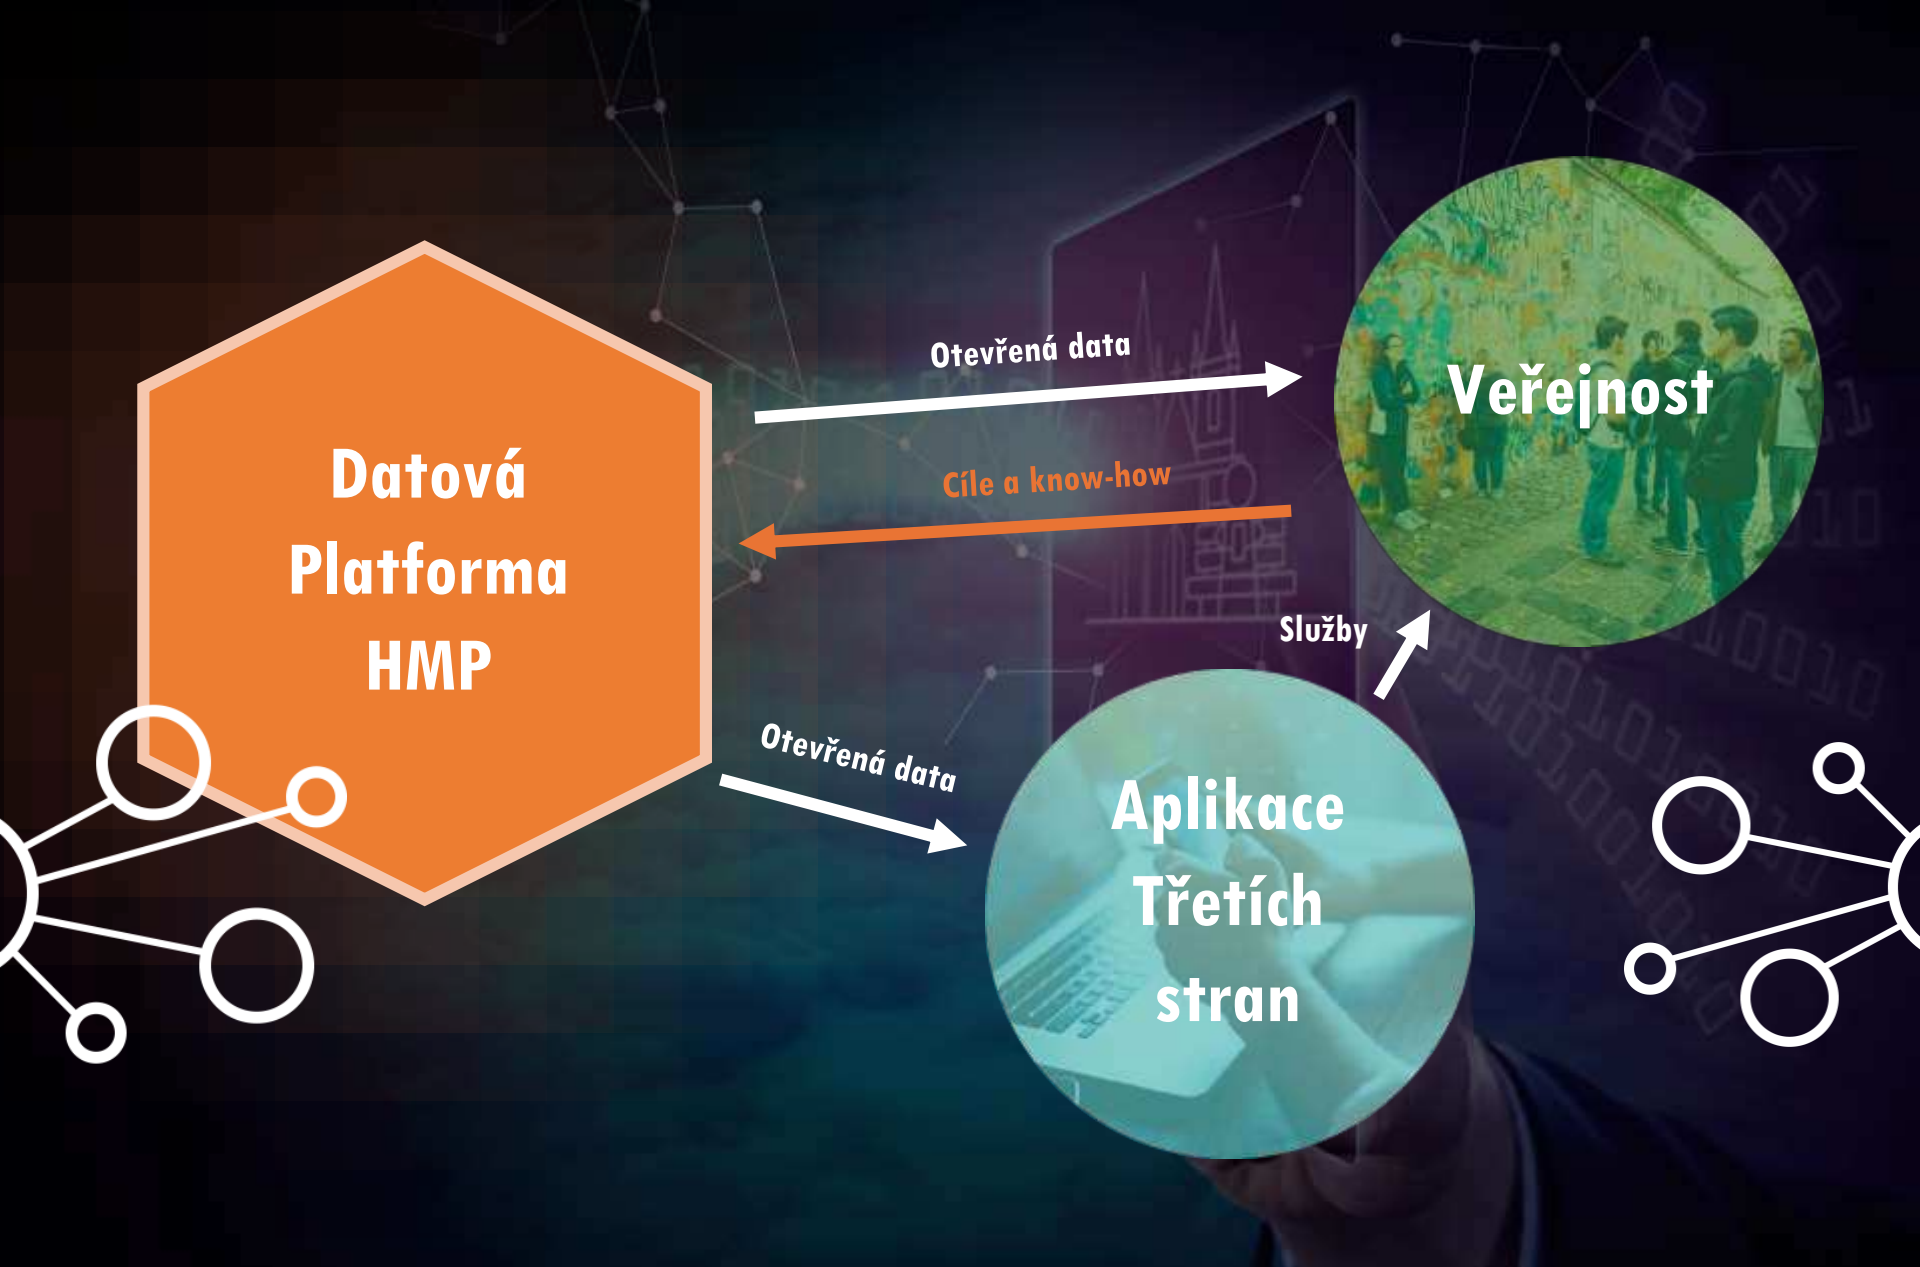 Otevřená data
Veřejnost
Datová
Platforma
HMP
Cíle a know-how
Služby
Otevřená data
Aplikace
Třetích
stran